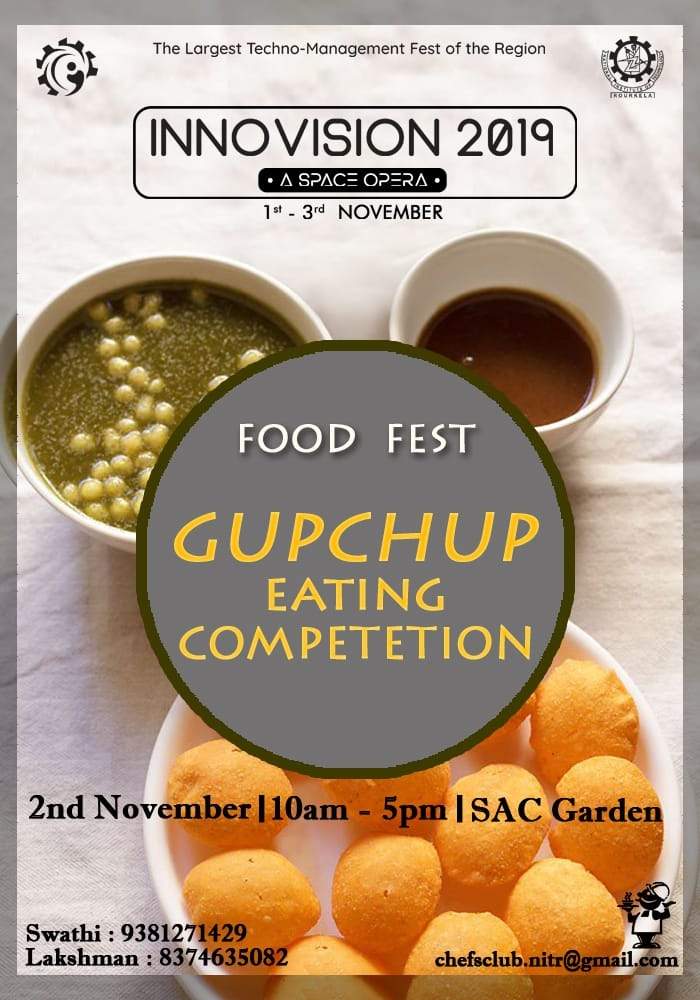 The Largest Techno-Management Fest of the Region
INNOVISION 2019
• A SPACE OPERA •
1st - 3rd NOVEMBER
ROURKELA
FOOD FEST
GUPCHUP
EATING
COMPETETION
2nd November|10am - 5pm|SAC Garden
Swathi : 9381271429
Lakshman : 8374635082
chefsclub.nitr@gmail.com